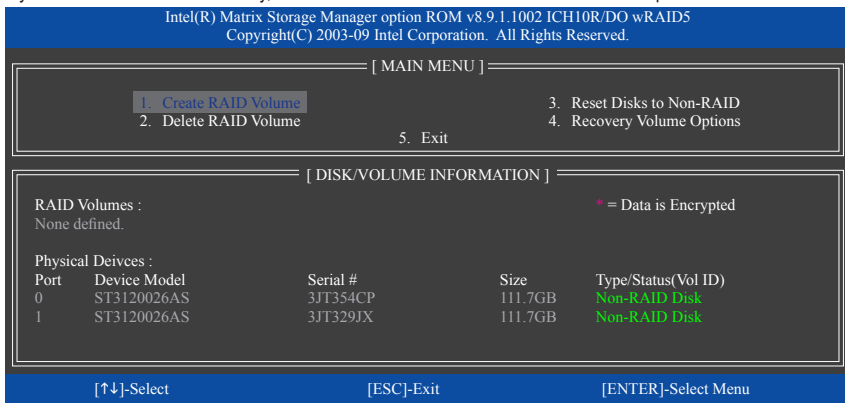 Intel(R) Matrix Storage Manager option ROM v8.9.1.1002 ICH10R/DO wRAID5
Copyright(C) 2003-09 Intel Corporation. All Rights Reserved.
[ MAIN MENU ]
1. Create RAID Volume 3. Reset Disks to Non-RAID
2. Delete RAID Volume 4. Recovery Volume Options
5. Exit
[ DISK/VOLUME INFORMATION ]
RAID Volumes : * = Data is Encrypted
None defined.
Physical Deivces :
Port Device Model Serial # Size Type/Status(Vol ID)
0 ST3120026AS 3JT354CP 111.7GB Non-RAID Disk
1 ST3120026AS 3JT329JX 111.7GB Non-RAID Disk
[↑↓]-Select [ESC]-Exit [ENTER]-Select Menu